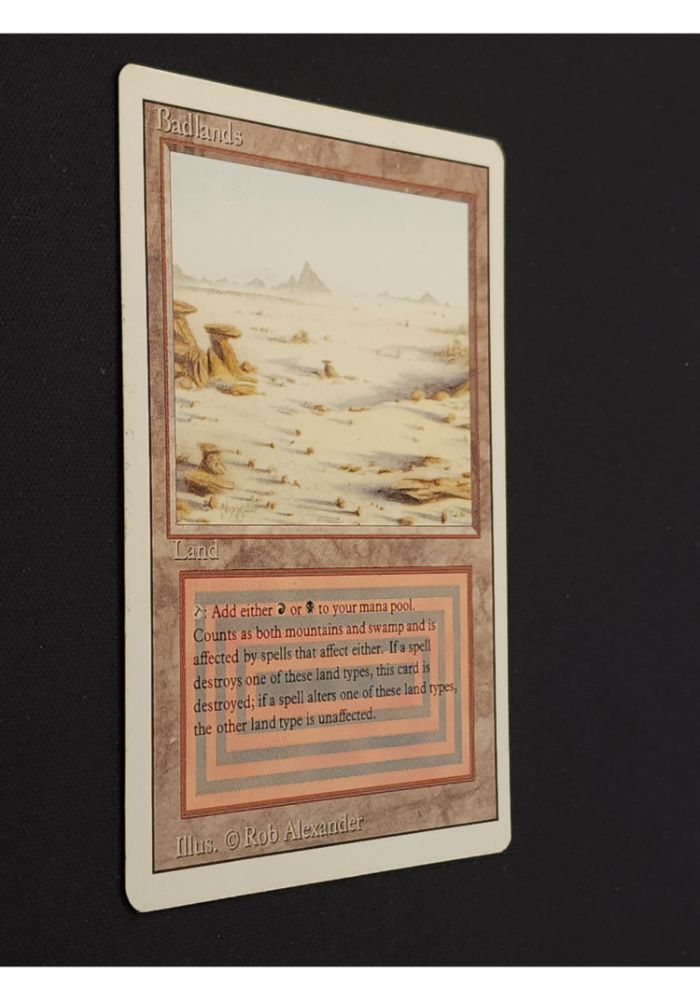 Badlands
Land
: Add either or to your mana pool.
Counts as both mountains and swamp and is
affected by spells that affect either. If a spell
destroys one of these land types, this card is
destroyed; if a spell alters one of these land types,
the other land type is unaffected.
Illus. © Rob Alexander